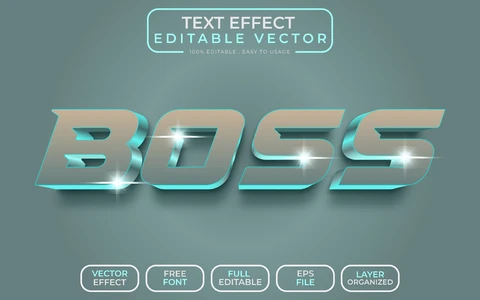 TEXT EFFECT
EDITABLE VECTOR
100% EDITABLE . EASY TO USAGE
BOSS
VECTOR
EFFECT
FREE
FONT
FULL
EDITABLE
EPS
FILE
LAYER
ORGANIZED